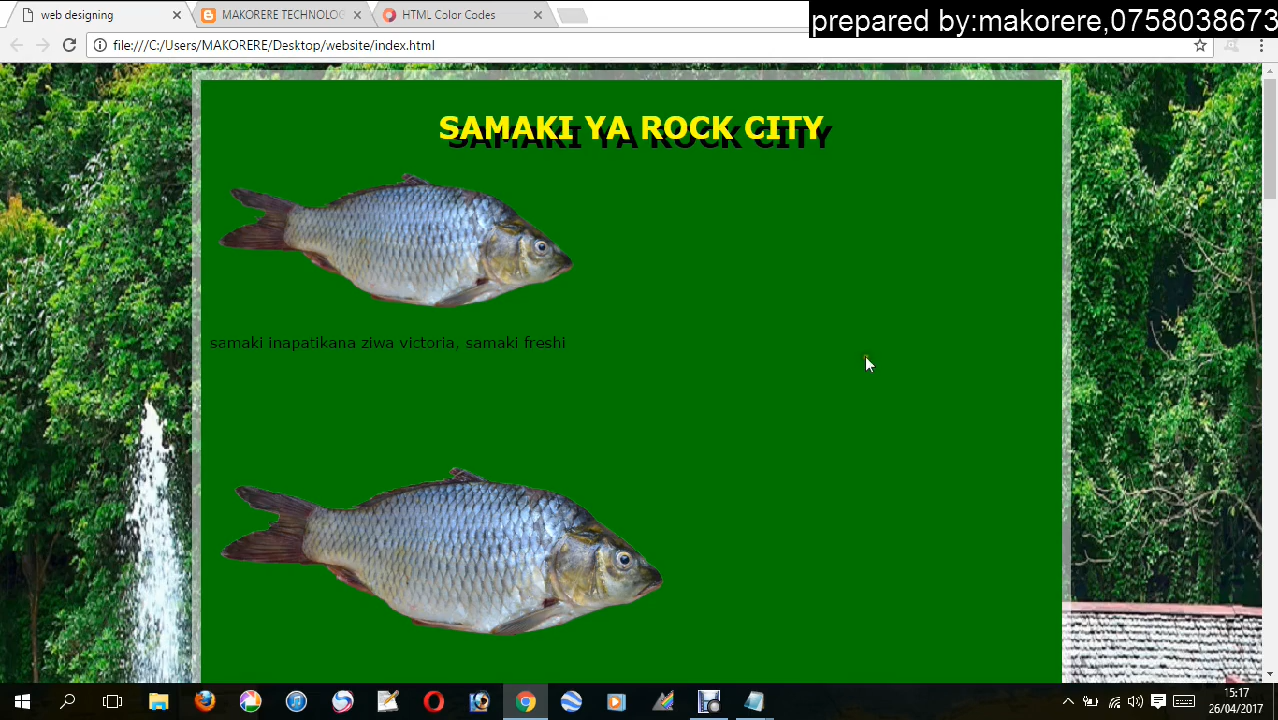 web designing
MAKORERE TECHNOLOG
HTML Color Codes
prepared by:makorere,0758038673
file:///C:/Users/MAKORERE/Desktop/website/index.html
SAMAKI YA ROCK CITY
samaki inapatikana ziwa victoria, samaki freshi
15:17
26/04/2017